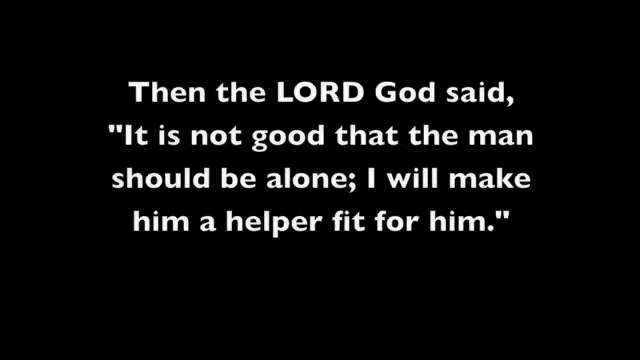 Then the LORD God said,
"It is not good that the man
should be alone; I will make
him a helper fit for him."